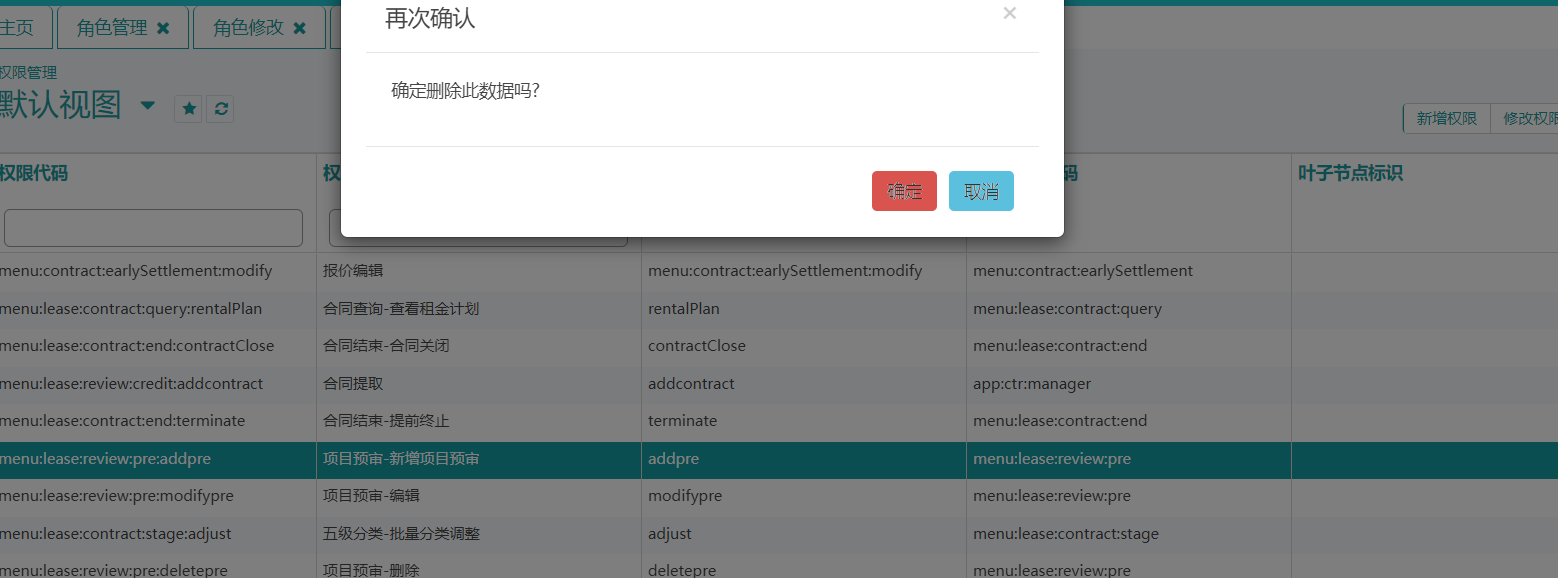 再次确认 ×
主页 角色管理 角色修改
权限管理
默认视图
确定删除此数据吗?
新增权限 修改权限
权限代码 权 码 叶子节点标识
确定 取消
menu:contract:earlySettlement:modify 报价编辑 menu:contract:earlySettlement:modify menu:contract:earlySettlement
menu:lease:contract:query:rentalPlan 合同查询-查看租金计划 rentalPlan menu:lease:contract:query
menu:lease:contract:end:contractClose 合同结束-合同关闭 contractClose menu:lease:contract:end
menu:lease:review:credit:addcontract 合同提取 addcontract app:ctr:manager
menu:lease:contract:end:terminate 合同结束-提前终止 terminate menu:lease:contract:end
menu:lease:review:pre:addpre 项目预审-新增项目预审 addpre menu:lease:review:pre
menu:lease:review:pre:modifypre 项目预审-编辑 modifypre menu:lease:review:pre
menu:lease:contract:stage:adjust 五级分类-批量分类调整 adjust menu:lease:contract:stage
menu:lease:review:pre:deletepre 项目预审-删除 deletepre menu:lease:review:pre